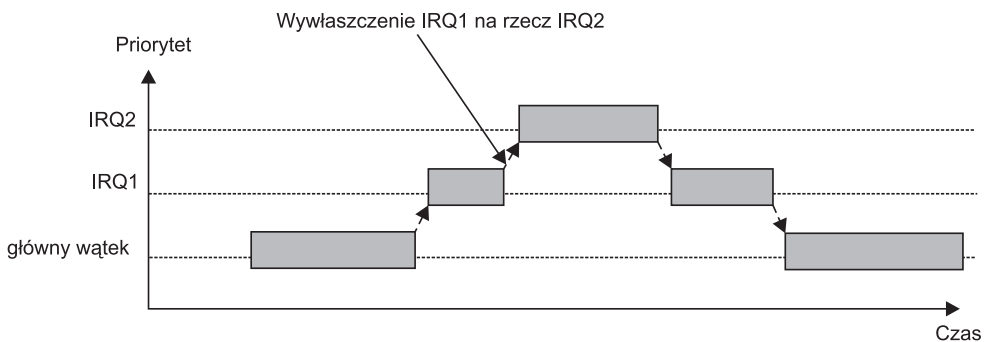 Wywłaszczenie IRQ1 na rzecz IRQ2
Priorytet
IRQ2
IRQ1
główny wątek
Czas